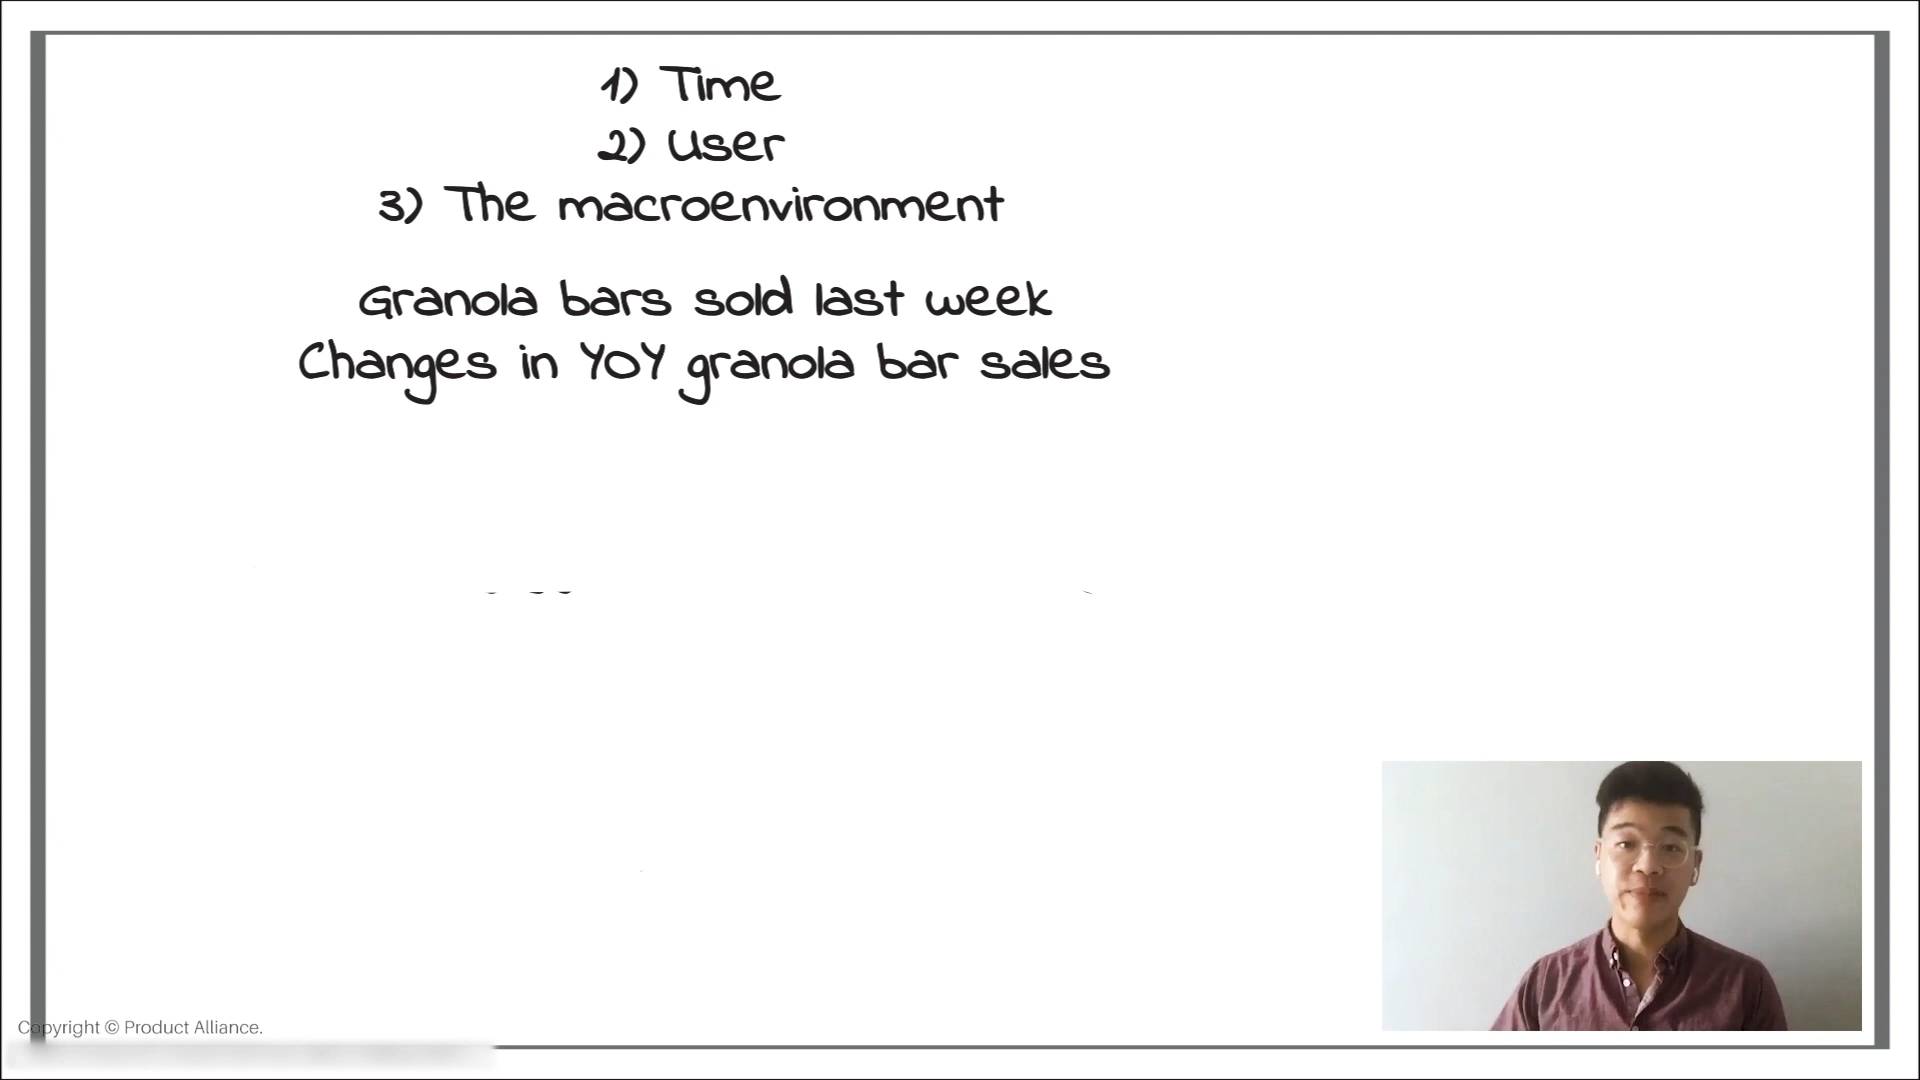 1) Time
2) User
3) The macroenvironment
Granola bars sold last week
Changes in YOY granola bar sales
Copyright © Product Alliance.